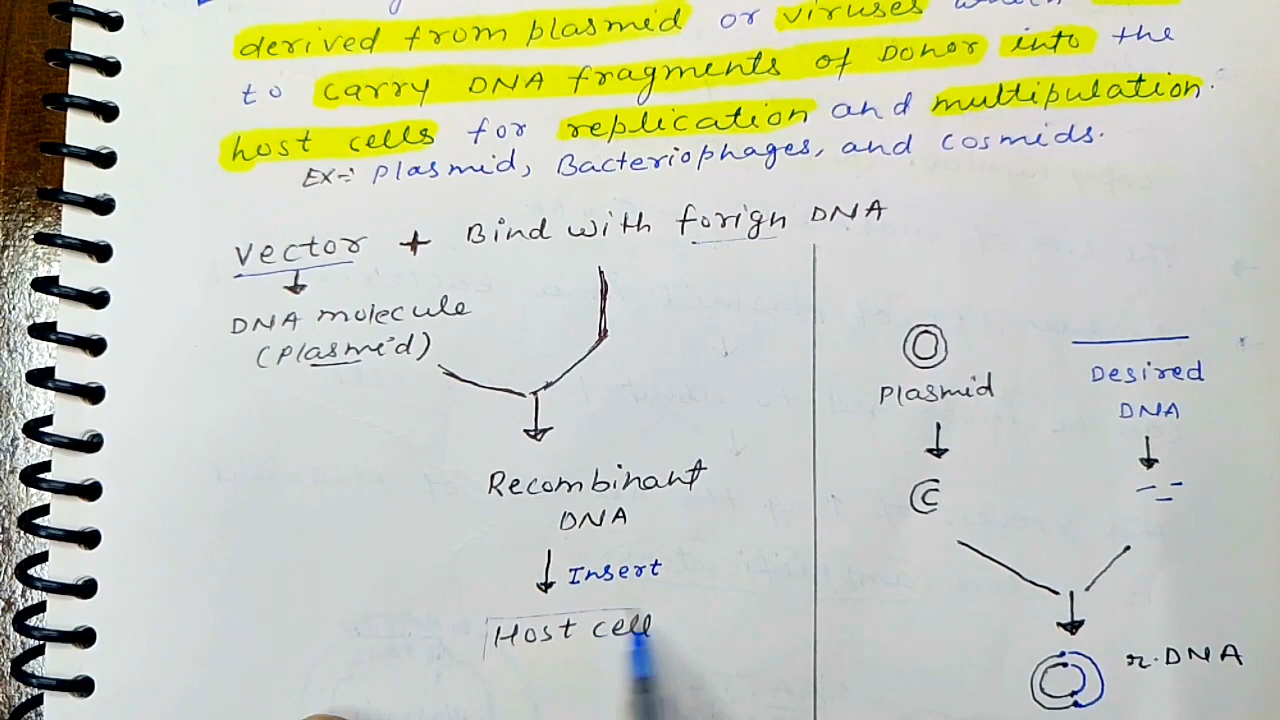 derived from plasmid or viruses which
to carry DNA fragments of Donor into the
host cells for replication and multipulation.
EX-: Plasmid, Bacteriophages, and cosmids.
Vector + Bind with forign DNA
DNA molecule
(Plasmid)
Recombinant
DNA
Insert
Host cell
Plasmid
Desired
DNA
r.DNA